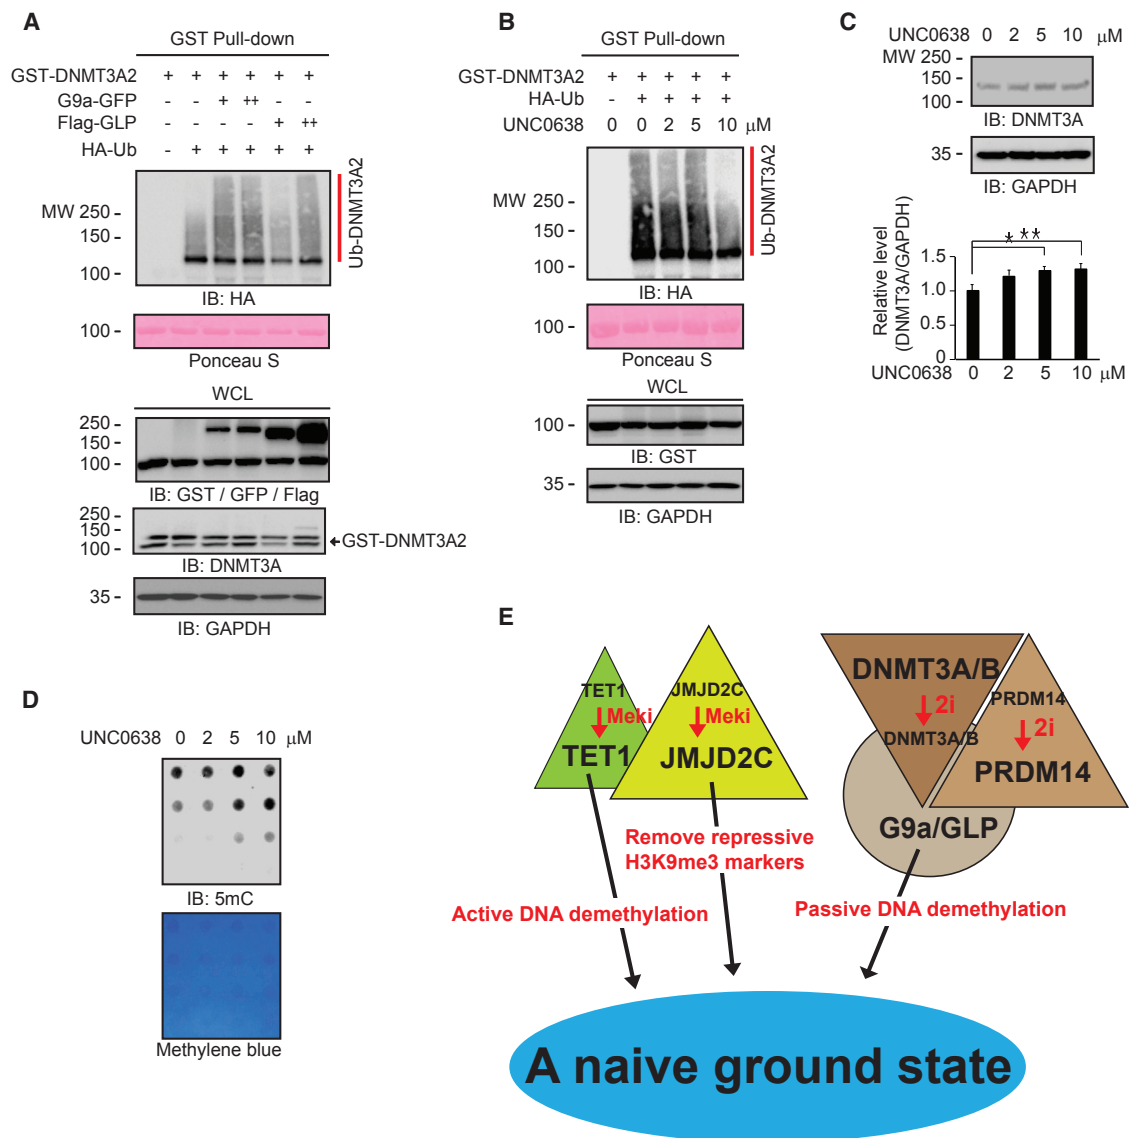 A
GST Pull-down
GST-DNMT3A2 + + + + + +
G9a-GFP - - + ++ - -
Flag-GLP - - - - + ++
HA-Ub - + + + + +
MW 250 -
150 -
100 -
Ub-DNMT3A2
IB: HA
100 -
Ponceau S
WCL
250 -
150 -
100 -
IB: GST / GFP / Flag
250 -
150 -
100 -
GST-DNMT3A2
IB: DNMT3A
35 -
IB: GAPDH
B
GST Pull-down
GST-DNMT3A2 + + + + +
HA-Ub - + + + +
UNC0638 0 0 2 5 10 μM
MW 250 -
150 -
100 -
Ub-DNMT3A2
IB: HA
100 -
Ponceau S
WCL
100 -
IB: GST
35 -
IB: GAPDH
C
UNC0638 0 2 5 10 μM
MW 250 -
150 -
100 -
IB: DNMT3A
35 -
IB: GAPDH
Relative level
(DNMT3A/GAPDH)
1.5
1.0
0.5
0
* **
UNC0638 0 2 5 10 μM
D
UNC0638 0 2 5 10 μM
IB: 5mC
Methylene blue
E
TET1
Meki
TET1
JMJD2C
Meki
JMJD2C
DNMT3A/B
2i
DNMT3A/B
PRDM14
2i
PRDM14
G9a/GLP
Remove repressive
H3K9me3 markers
Active DNA demethylation
Passive DNA demethylation
A naive ground state